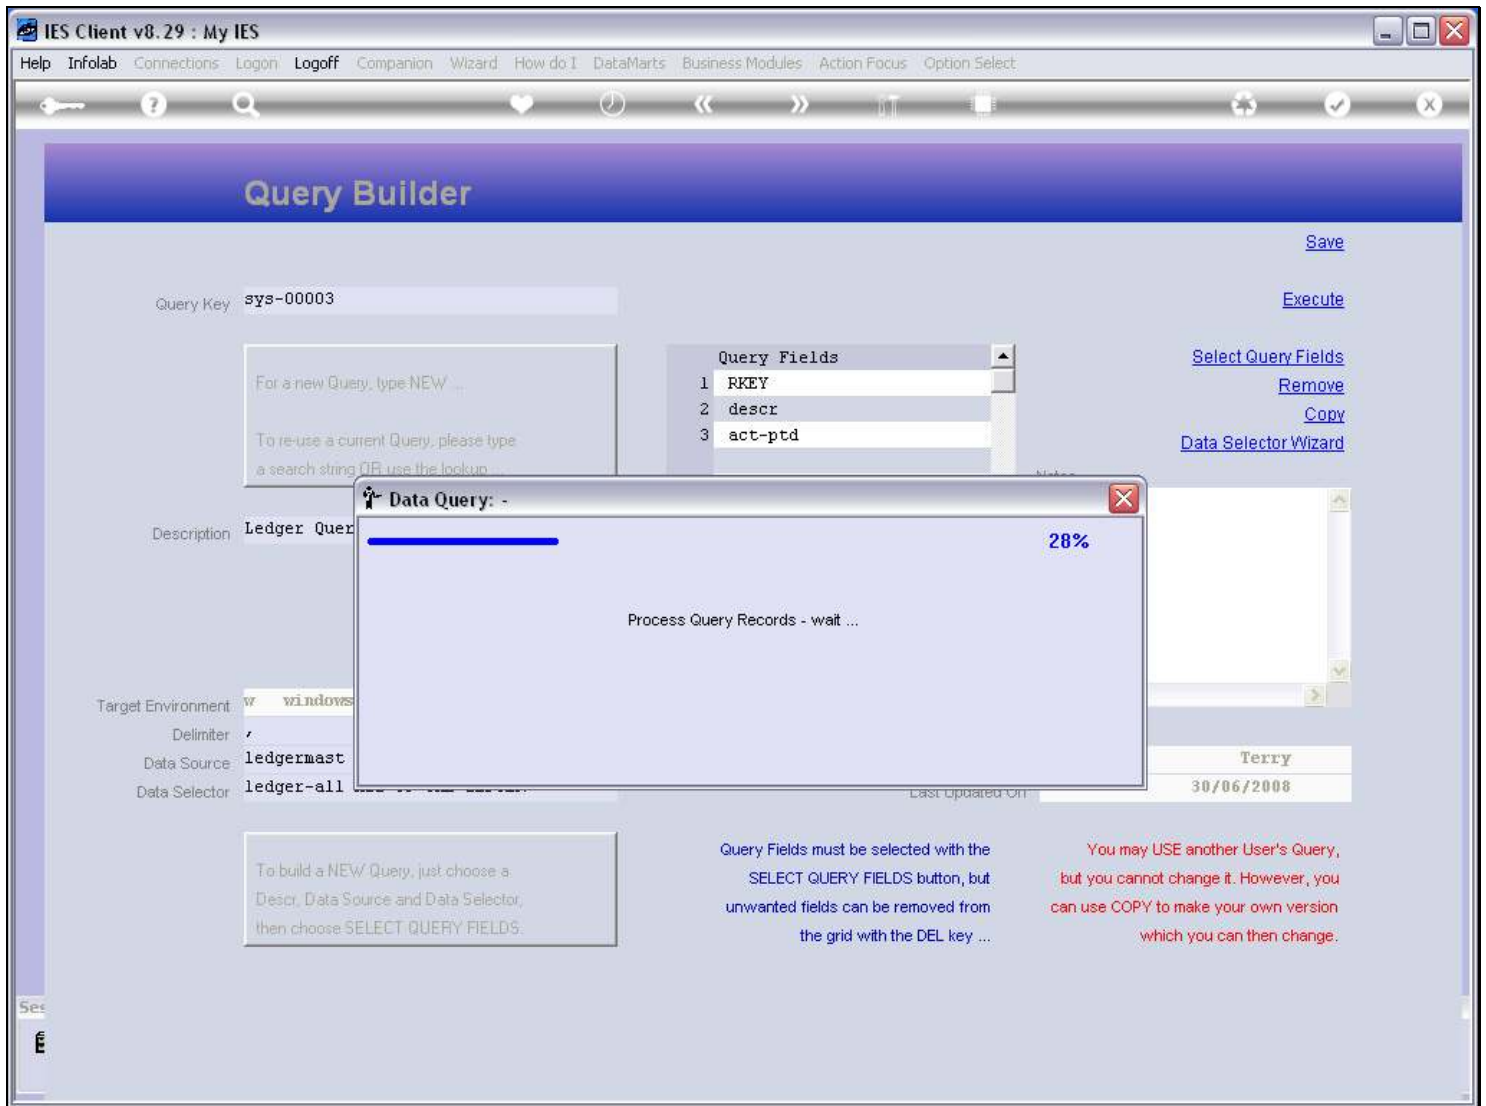 IES Client v8.29 : My IES
Help Infolab Connections Logon Logoff Companion Wizard How do I DataMarts Business Modules Action Focus Option Select
Query Builder
Save
Query Key sys-00003
Execute
For a new Query, type NEW ...
To re-use a current Query, please type
a search string OR use the lookup ...
Query Fields
1 RKEY
2 descr
3 act-ptd
Select Query Fields
Remove
Copy
Data Selector Wizard
Notes
Data Query: -
28%
Process Query Records - wait ...
Description Ledger Quer
Target Environment w windows
Delimiter ,
Data Source ledgermast
Data Selector ledger-all
Terry
Last Updated On 30/06/2008
To build a NEW Query, just choose a
Descr, Data Source and Data Selector,
then choose SELECT QUERY FIELDS.
Query Fields must be selected with the
SELECT QUERY FIELDS button, but
unwanted fields can be removed from
the grid with the DEL key ...
You may USE another User's Query,
but you cannot change it. However, you
can use COPY to make your own version
which you can then change.
Ses